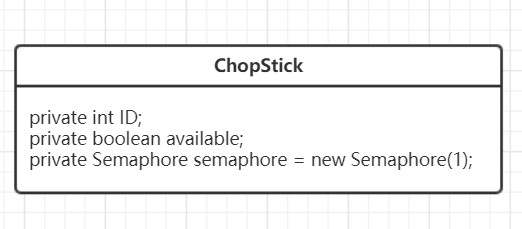 ChopStick
private int ID;
private boolean available;
private Semaphore semaphore = new Semaphore(1);